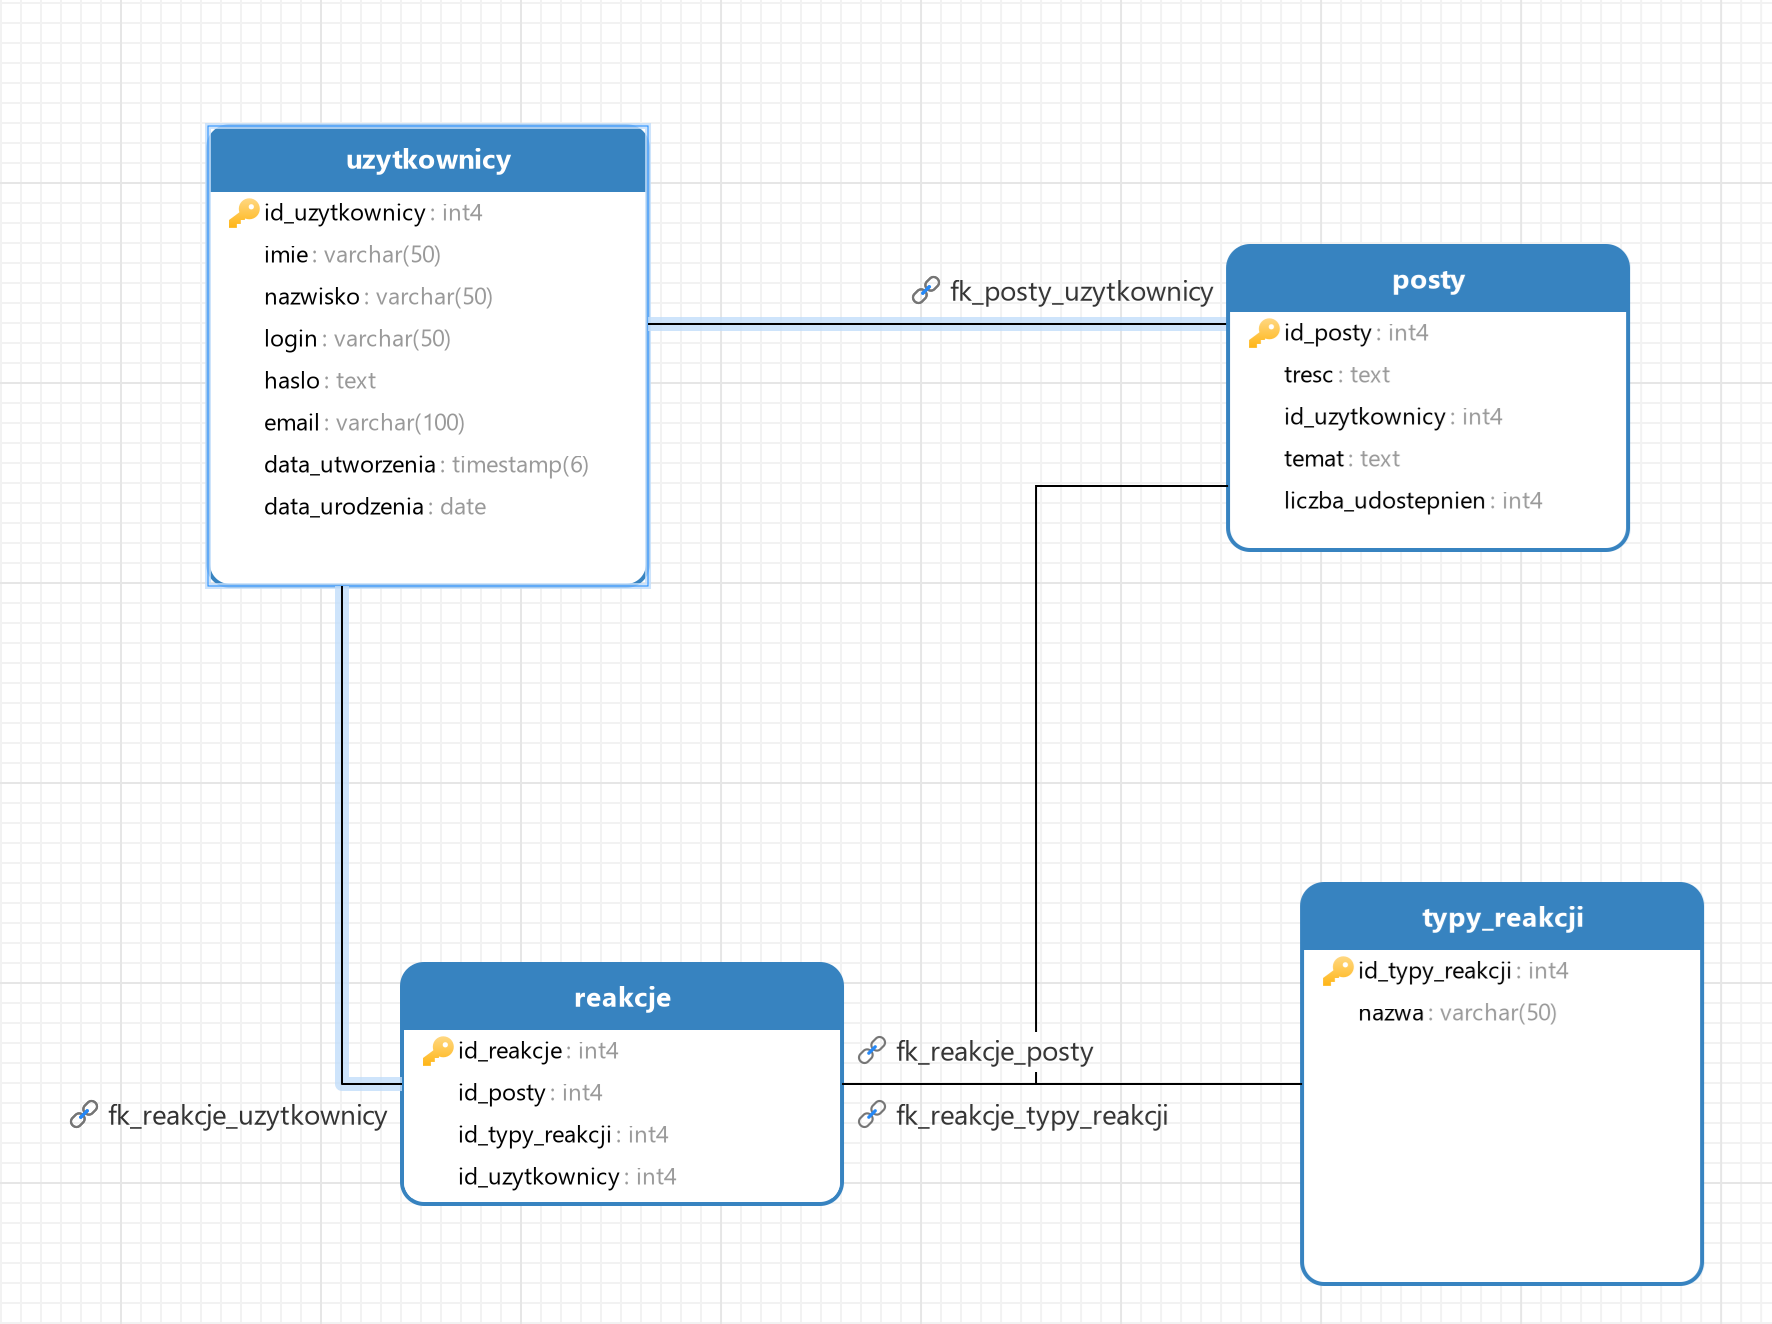 uzytkownicy
id_uzytkownicy : int4
imie : varchar(50)
nazwisko : varchar(50)
login : varchar(50)
haslo : text
email : varchar(100)
data_utworzenia : timestamp(6)
data_urodzenia : date
fk_posty_uzytkownicy
posty
id_posty : int4
tresc : text
id_uzytkownicy : int4
temat : text
liczba_udostepnien : int4
reakcje
id_reakcje : int4
id_posty : int4
id_typy_reakcji : int4
id_uzytkownicy : int4
fk_reakcje_uzytkownicy
fk_reakcje_posty
fk_reakcje_typy_reakcji
typy_reakcji
id_typy_reakcji : int4
nazwa : varchar(50)